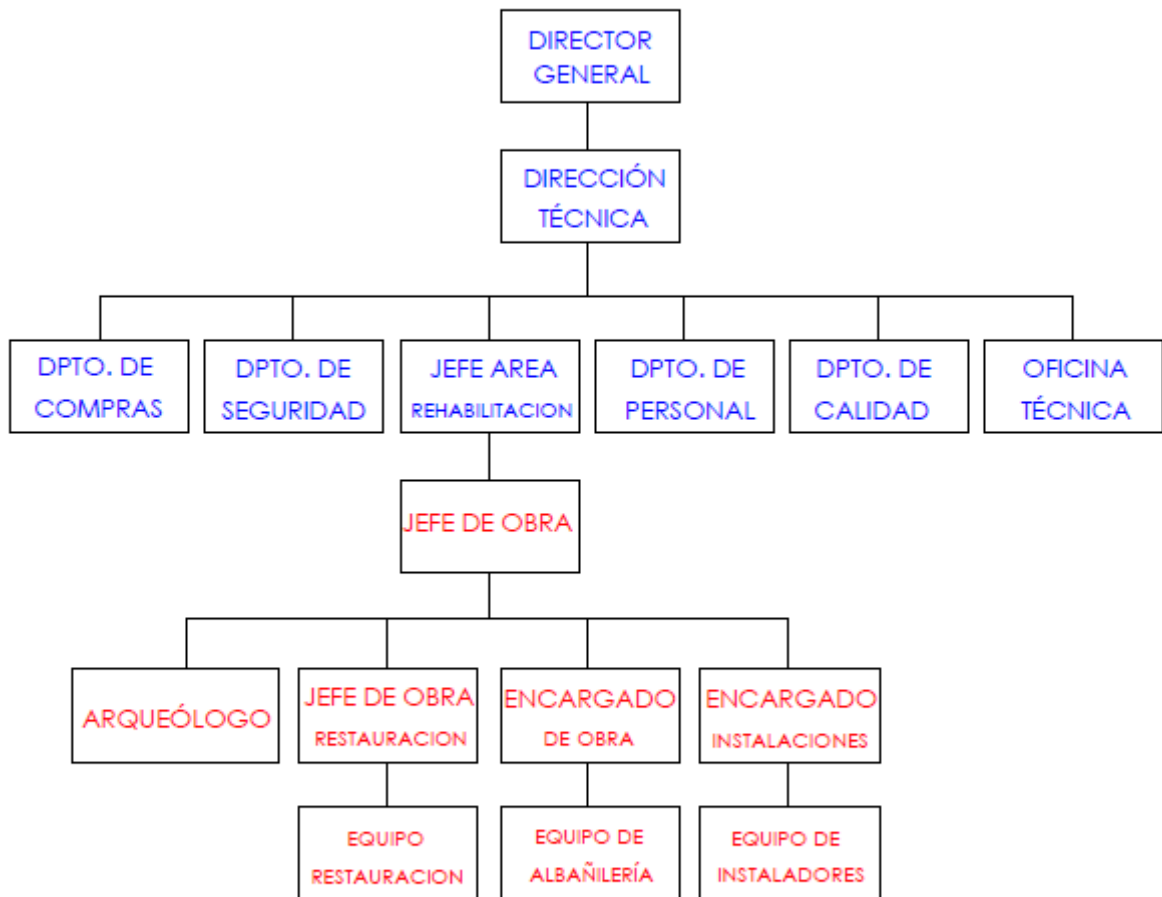 DIRECTOR
GENERAL
DIRECCIÓN
TÉCNICA
DPTO. DE
COMPRAS
DPTO. DE
SEGURIDAD
JEFE AREA
REHABILITACION
DPTO. DE
PERSONAL
DPTO. DE
CALIDAD
OFICINA
TÉCNICA
JEFE DE OBRA
ARQUEÓLOGO
JEFE DE OBRA
RESTAURACION
ENCARGADO
DE OBRA
ENCARGADO
INSTALACIONES
EQUIPO
RESTAURACION
EQUIPO DE
ALBAÑILERÍA
EQUIPO DE
INSTALADORES